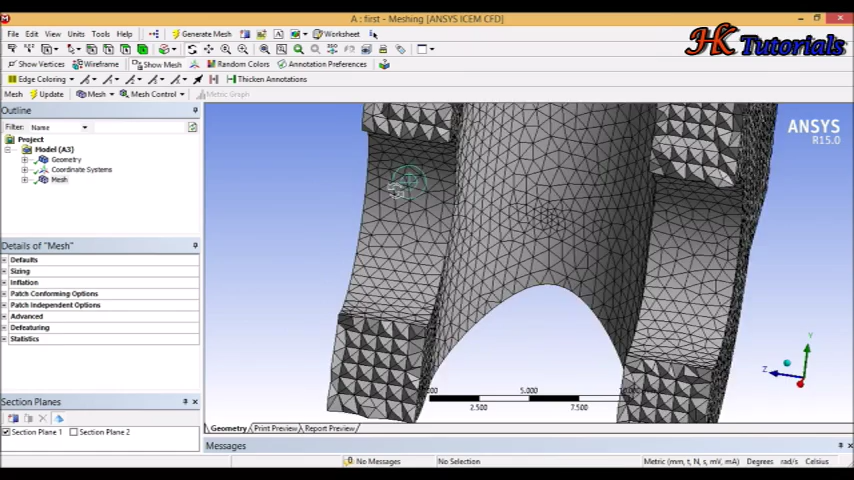 A : first - Meshing [ANSYS ICEM CFD]
File Edit View Units Tools Help Generate Mesh Worksheet
Show Vertices Wireframe Show Mesh Random Colors Annotation Preferences
Edge Coloring Thicken Annotations
Mesh Update Mesh Mesh Control Metric Graph
Outline
Filter: Name
Project
Model (A3)
Geometry
Coordinate Systems
Mesh
Details of "Mesh"
Defaults
Sizing
Inflation
Patch Conforming Options
Patch Independent Options
Advanced
Defeaturing
Statistics
Section Planes
Section Plane 1 Section Plane 2
HK Tutorials
ANSYS
R15.0
Y
Z
5.000
2.500 7.500
Geometry Print Preview Report Preview
Messages
No Messages No Selection Metric (mm, t, N, s, mV, mA) Degrees rad/s Celsius